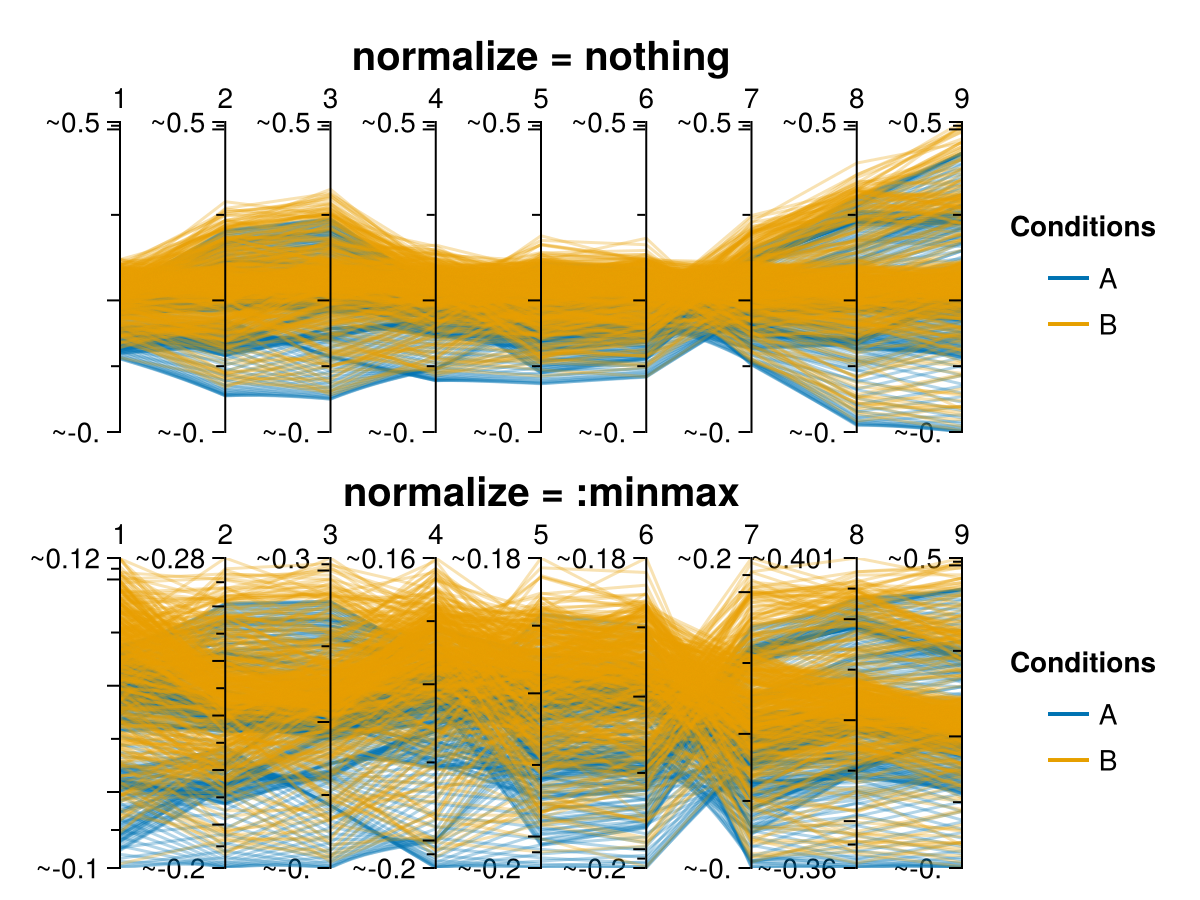 normalize = nothing
1 2 3 4 5 6 7 8 9
~0.5 ~0.5 ~0.5 ~0.5 ~0.5 ~0.5 ~0.5 ~0.5 ~0.5
Conditions
A
B
~-0. ~-0. ~-0. ~-0. ~-0. ~-0. ~-0. ~-0. ~-0.
normalize = :minmax
1 2 3 4 5 6 7 8 9
~0.12 ~0.28 ~0.3 ~0.16 ~0.18 ~0.18 ~0.2 ~0.401 ~0.5
Conditions
A
B
~-0.1 ~-0.2 ~-0. ~-0.2 ~-0.2 ~-0.2 ~-0. ~-0.36 ~-0.